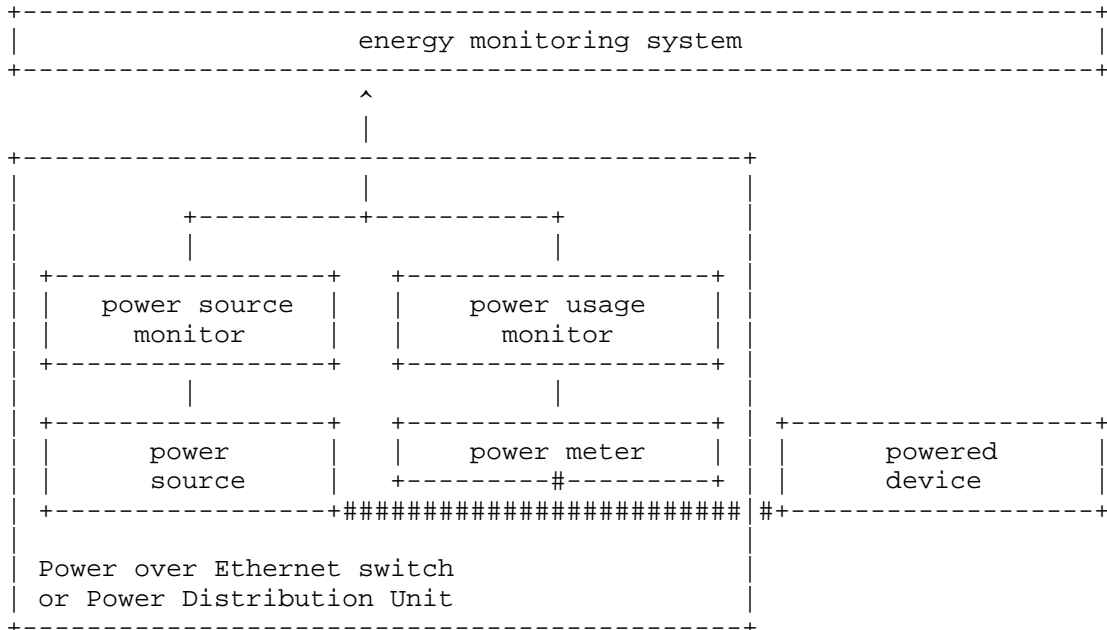 energy monitoring system
power source power usage
monitor monitor
power power meter powered
source device
Power over Ethernet switch
or Power Distribution Unit